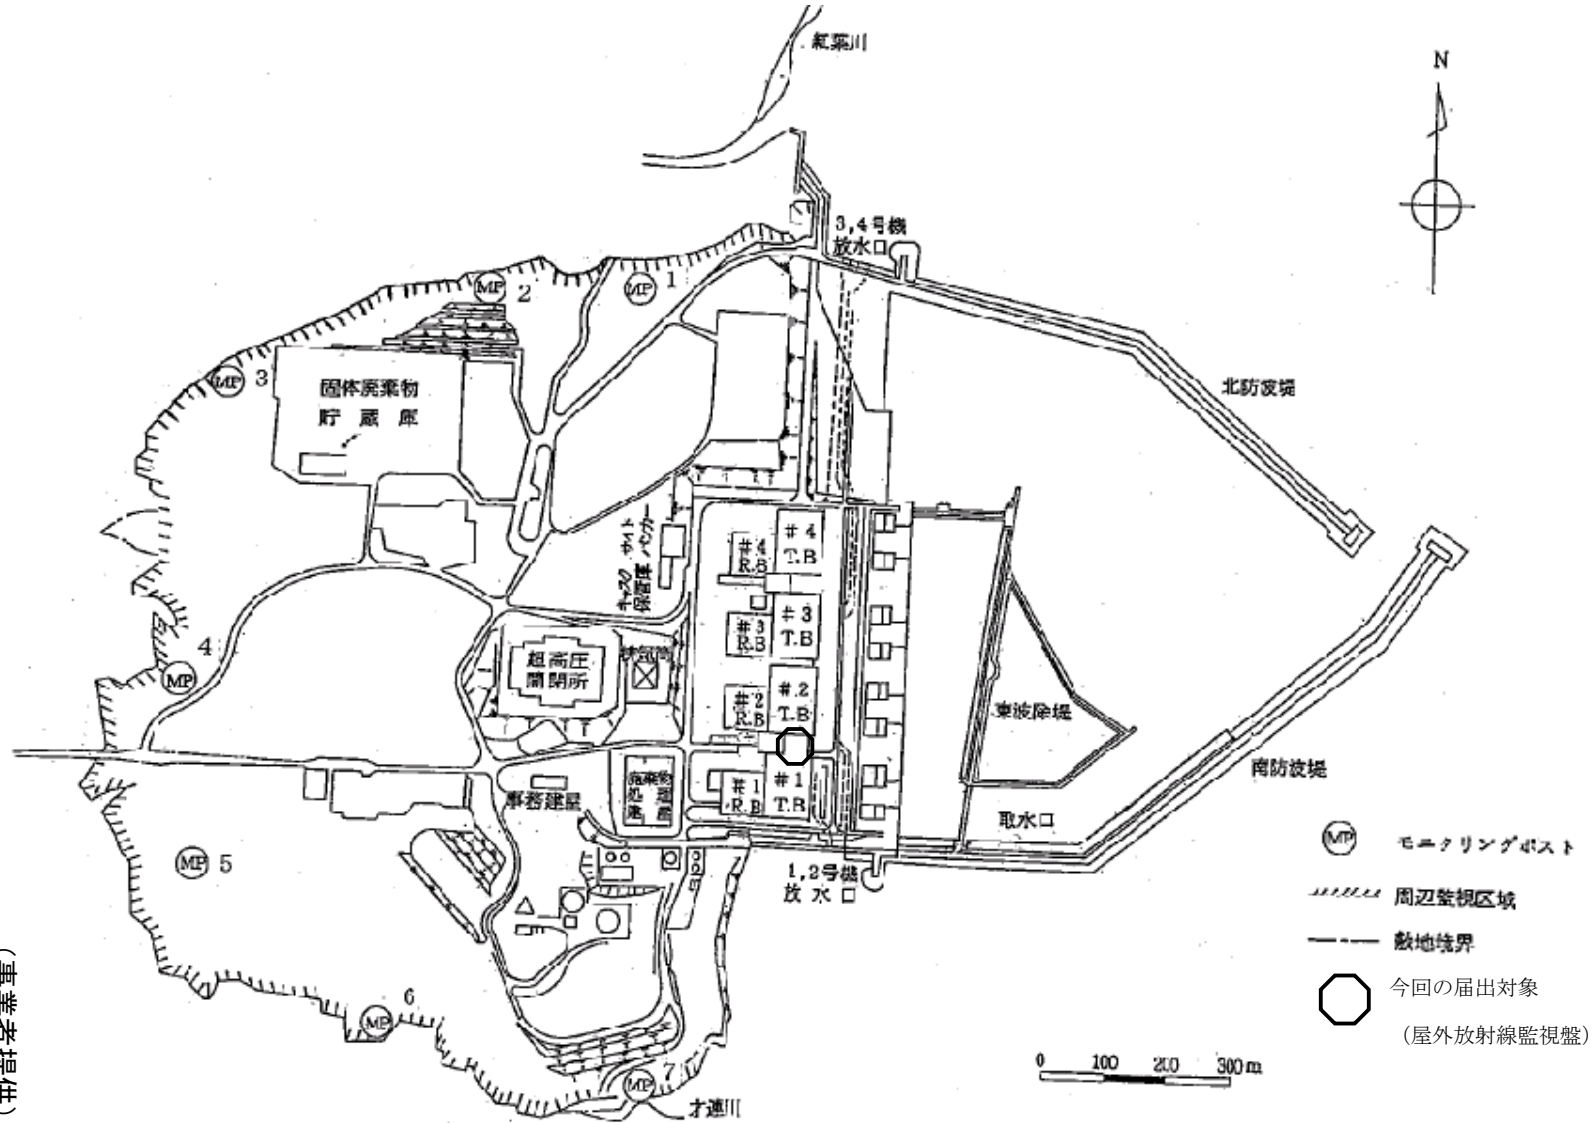 紅葉川
N
3,4号機
放水口
1
MP
2
MP
3
MP
固体廃棄物
貯蔵庫
北防波堤
キャスク
保管庫
サイト
バンカー
#4
T.B
#4
R.B
#3
T.B
#3
R.B
4
MP
超高圧
開閉所
排気筒
#2
T.B
#2
R.B
東波除堤
南防波堤
#1
T.B
#1
R.B
廃棄物
処理
建屋
事務建屋
取水口
MP
5
1,2号機
放水口
MP モニタリングポスト
周辺監視区域
敷地境界
今回の届出対象
（屋外放射線監視盤）
6
MP
7
MP
才連川
0 100 200 300m
（事業者提供）